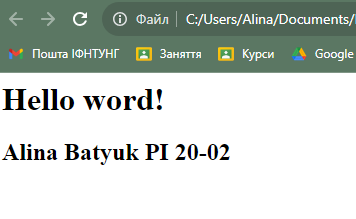 Файл C:/Users/Alina/Documents/
Пошта ІФНТУНГ Заняття Курси Google
Hello word!
Alina Batyuk PI 20-02